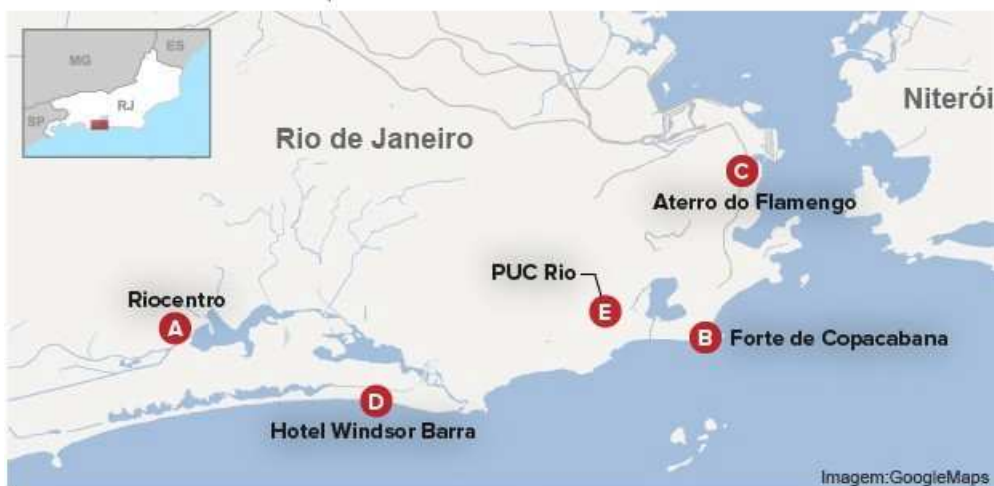 MG
ES
RJ
SP
Rio de Janeiro
Niterói
C
Aterro do Flamengo
PUC Rio
E
Riocentro
A
B Forte de Copacabana
D
Hotel Windsor Barra
Imagem:GoogleMaps